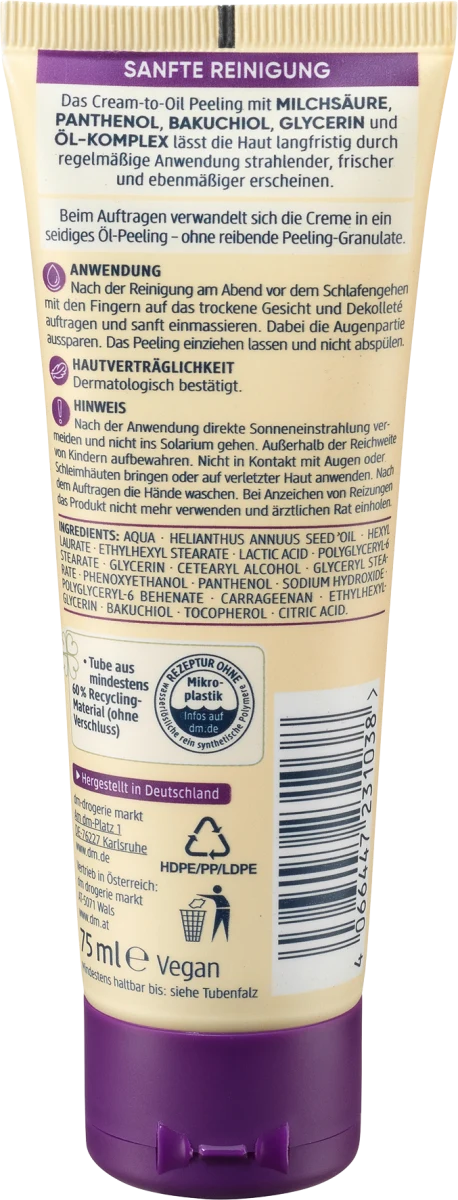 SANFTE REINIGUNG
Das Cream-to-Oil Peeling mit MILCHSÄURE,
PANTHENOL, BAKUCHIOL, GLYCERIN und
ÖL-KOMPLEX lässt die Haut langfristig durch
regelmäßige Anwendung strahlender, frischer
und ebenmäßiger erscheinen.
Beim Auftragen verwandelt sich die Creme in ein
seidiges Öl-Peeling – ohne reibende Peeling-Granulate.
ANWENDUNG
Nach der Reinigung am Abend vor dem Schlafengehen
mit den Fingern auf das trockene Gesicht und Dekolleté
auftragen und sanft einmassieren. Dabei die Augenpartie
aussparen. Das Peeling einziehen lassen und nicht abspülen.
HAUTVERTRÄGLICHKEIT
Dermatologisch bestätigt.
HINWEIS
Nach der Anwendung direkte Sonneneinstrahlung ver-
meiden und nicht ins Solarium gehen. Außerhalb der Reichweite
von Kindern aufbewahren. Nicht in Kontakt mit Augen oder
Schleimhäuten bringen oder auf verletzter Haut anwenden. Nach
dem Auftragen die Hände waschen. Bei Anzeichen von Reizungen
das Produkt nicht mehr verwenden und ärztlichen Rat einholen.
INGREDIENTS: AQUA · HELIANTHUS ANNUUS SEED OIL · HEXYL
LAURATE · ETHYLHEXYL STEARATE · LACTIC ACID · POLYGLYCERYL-6
STEARATE · GLYCERIN · CETEARYL ALCOHOL · GLYCERYL STEA-
RATE · PHENOXYETHANOL · PANTHENOL · SODIUM HYDROXIDE ·
POLYGLYCERYL-6 BEHENATE · CARRAGEENAN · ETHYLHEXYL-
GLYCERIN · BAKUCHIOL · TOCOPHEROL · CITRIC ACID.
• Tube aus
mindestens
60% Recycling-
Material (ohne
Verschluss)
REZEPTUR OHNE
Mikro-
plastik
Infos auf
dm.de
wasserlösliche rein synthetische Polymere
Hergestellt in Deutschland
dm-drogerie markt
Am dm-Platz 1
DE-76227 Karlsruhe
www.dm.de
Vertrieb in Österreich:
dm drogerie markt
AT-5071 Wals
www.dm.at
HDPE/PP/LDPE
75 ml e Vegan
Mindestens haltbar bis: siehe Tubenfalz
4 066447 231038 >